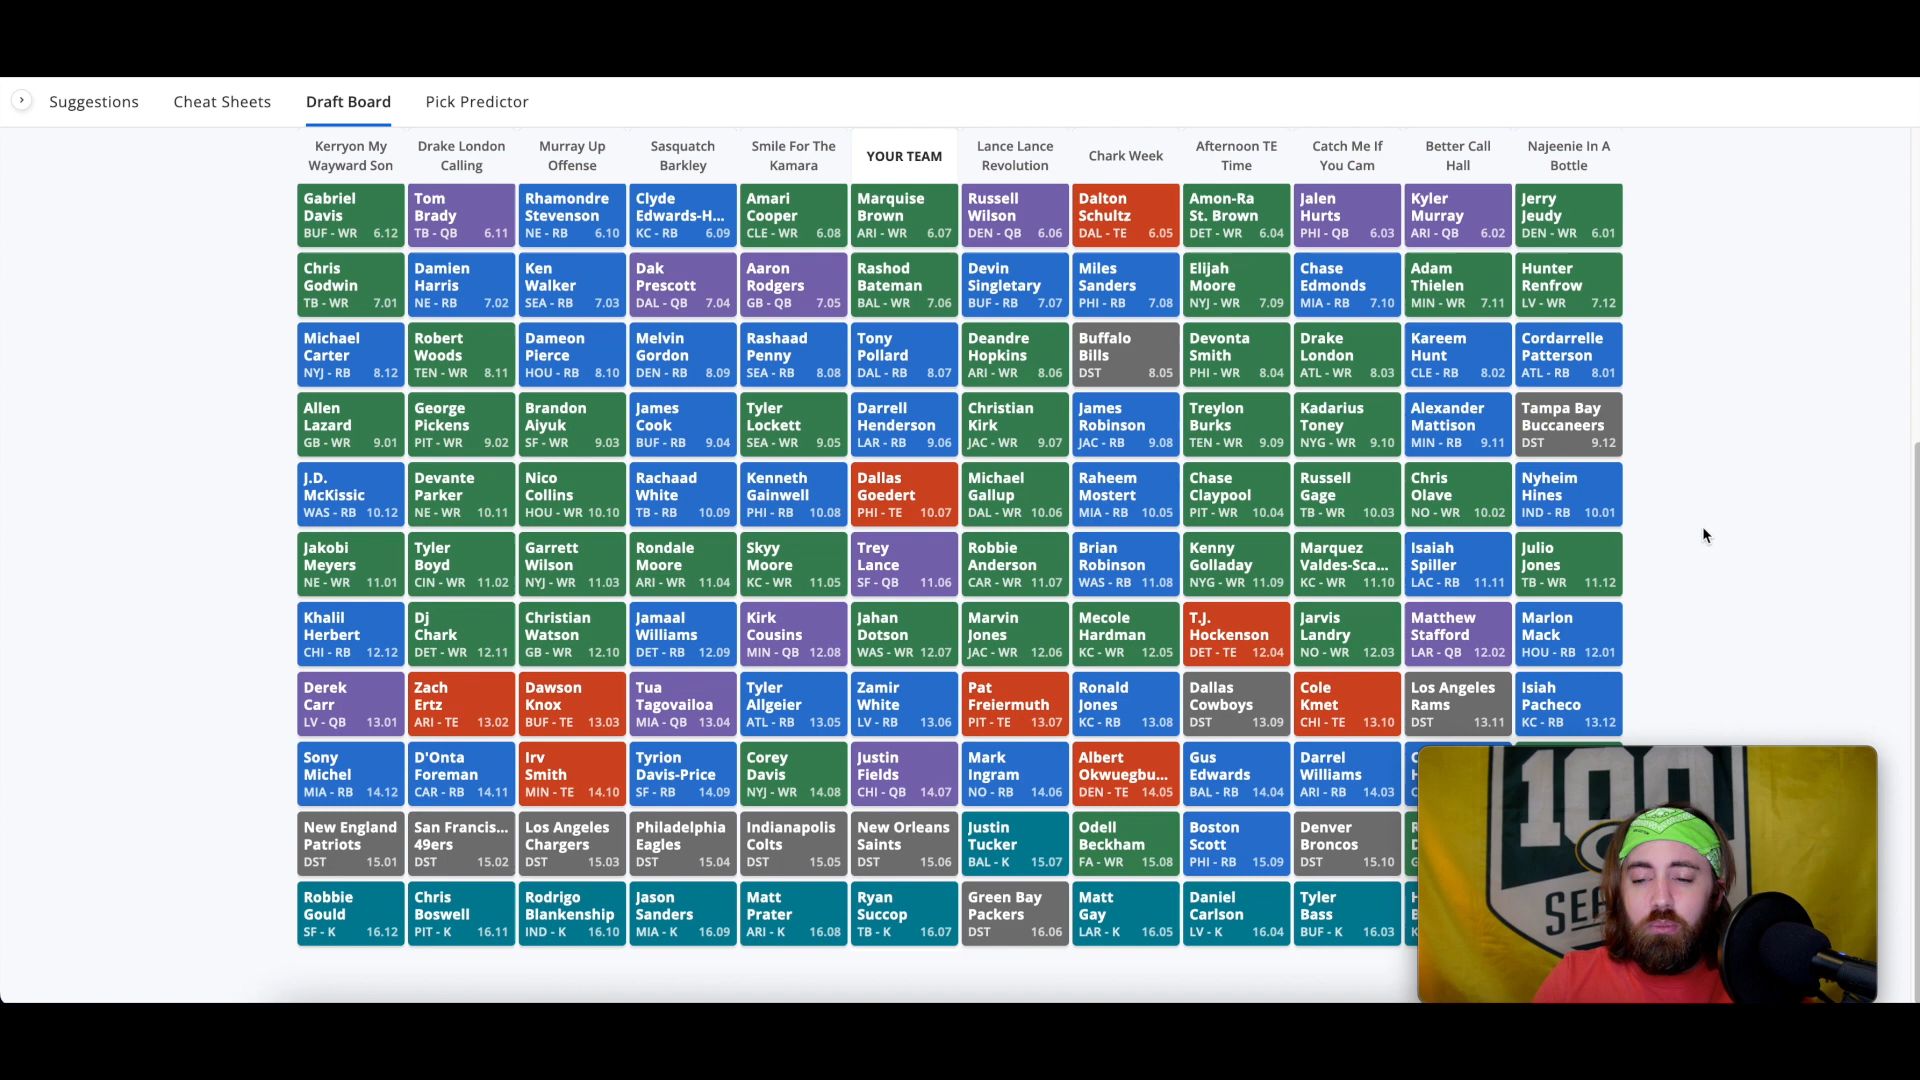 Suggestions
Cheat Sheets
Draft Board
Pick Predictor
Kerryon My
Wayward Son
Drake London
Calling
Murray Up
Offense
Sasquatch
Barkley
Smile For The
Kamara
YOUR TEAM
Lance Lance
Revolution
Chark Week
Afternoon TE
Time
Catch Me If
You Cam
Better Call
Hall
Najeenie In A
Bottle
Gabriel
Davis
BUF - WR 6.12
Tom
Brady
TB - QB 6.11
Rhamondre
Stevenson
NE - RB 6.10
Clyde
Edwards-H...
KC - RB 6.09
Amari
Cooper
CLE - WR 6.08
Marquise
Brown
ARI - WR 6.07
Russell
Wilson
DEN - QB 6.06
Dalton
Schultz
DAL - TE 6.05
Amon-Ra
St. Brown
DET - WR 6.04
Jalen
Hurts
PHI - QB 6.03
Kyler
Murray
ARI - QB 6.02
Jerry
Jeudy
DEN - WR 6.01
Chris
Godwin
TB - WR 7.01
Damien
Harris
NE - RB 7.02
Ken
Walker
SEA - RB 7.03
Dak
Prescott
DAL - QB 7.04
Aaron
Rodgers
GB - QB 7.05
Rashod
Bateman
BAL - WR 7.06
Devin
Singletary
BUF - RB 7.07
Miles
Sanders
PHI - RB 7.08
Elijah
Moore
NYJ - WR 7.09
Chase
Edmonds
MIA - RB 7.10
Adam
Thielen
MIN - WR 7.11
Hunter
Renfrow
LV - WR 7.12
Michael
Carter
NYJ - RB 8.12
Robert
Woods
TEN - WR 8.11
Dameon
Pierce
HOU - RB 8.10
Melvin
Gordon
DEN - RB 8.09
Rashaad
Penny
SEA - RB 8.08
Tony
Pollard
DAL - RB 8.07
Deandre
Hopkins
ARI - WR 8.06
Buffalo
Bills
DST 8.05
Devonta
Smith
PHI - WR 8.04
Drake
London
ATL - WR 8.03
Kareem
Hunt
CLE - RB 8.02
Cordarrelle
Patterson
ATL - RB 8.01
Allen
Lazard
GB - WR 9.01
George
Pickens
PIT - WR 9.02
Brandon
Aiyuk
SF - WR 9.03
James
Cook
BUF - RB 9.04
Tyler
Lockett
SEA - WR 9.05
Darrell
Henderson
LAR - RB 9.06
Christian
Kirk
JAC - WR 9.07
James
Robinson
JAC - RB 9.08
Treylon
Burks
TEN - WR 9.09
Kadarius
Toney
NYG - WR 9.10
Alexander
Mattison
MIN - RB 9.11
Tampa Bay
Buccaneers
DST 9.12
J.D.
McKissic
WAS - RB 10.12
Devante
Parker
NE - WR 10.11
Nico
Collins
HOU - WR 10.10
Rachaad
White
TB - RB 10.09
Kenneth
Gainwell
PHI - RB 10.08
Dallas
Goedert
PHI - TE 10.07
Michael
Gallup
DAL - WR 10.06
Raheem
Mostert
MIA - RB 10.05
Chase
Claypool
PIT - WR 10.04
Russell
Gage
TB - WR 10.03
Chris
Olave
NO - WR 10.02
Nyheim
Hines
IND - RB 10.01
Jakobi
Meyers
NE - WR 11.01
Tyler
Boyd
CIN - WR 11.02
Garrett
Wilson
NYJ - WR 11.03
Rondale
Moore
ARI - WR 11.04
Skyy
Moore
KC - WR 11.05
Trey
Lance
SF - QB 11.06
Robbie
Anderson
CAR - WR 11.07
Brian
Robinson
WAS - RB 11.08
Kenny
Golladay
NYG - WR 11.09
Marquez
Valdes-Sca...
KC - WR 11.10
Isaiah
Spiller
LAC - RB 11.11
Julio
Jones
TB - WR 11.12
Khalil
Herbert
CHI - RB 12.12
Dj
Chark
DET - WR 12.11
Christian
Watson
GB - WR 12.10
Jamaal
Williams
DET - RB 12.09
Kirk
Cousins
MIN - QB 12.08
Jahan
Dotson
WAS - WR 12.07
Marvin
Jones
JAC - WR 12.06
Mecole
Hardman
KC - WR 12.05
T.J.
Hockenson
DET - TE 12.04
Jarvis
Landry
NO - WR 12.03
Matthew
Stafford
LAR - QB 12.02
Marlon
Mack
HOU - RB 12.01
Derek
Carr
LV - QB 13.01
Zach
Ertz
ARI - TE 13.02
Dawson
Knox
BUF - TE 13.03
Tua
Tagovailoa
MIA - QB 13.04
Tyler
Allgeier
ATL - RB 13.05
Zamir
White
LV - RB 13.06
Pat
Freiermuth
PIT - TE 13.07
Ronald
Jones
KC - RB 13.08
Dallas
Cowboys
DST 13.09
Cole
Kmet
CHI - TE 13.10
Los Angeles
Rams
DST 13.11
Isiah
Pacheco
KC - RB 13.12
Sony
Michel
MIA - RB 14.12
D'Onta
Foreman
CAR - RB 14.11
Irv
Smith
MIN - TE 14.10
Tyrion
Davis-Price
SF - RB 14.09
Corey
Davis
NYJ - WR 14.08
Justin
Fields
CHI - QB 14.07
Mark
Ingram
NO - RB 14.06
Albert
Okwuegbu...
DEN - TE 14.05
Gus
Edwards
BAL - RB 14.04
Darrel
Williams
ARI - RB 14.03
New England
Patriots
DST 15.01
San Francis...
49ers
DST 15.02
Los Angeles
Chargers
DST 15.03
Philadelphia
Eagles
DST 15.04
Indianapolis
Colts
DST 15.05
New Orleans
Saints
DST 15.06
Justin
Tucker
BAL - K 15.07
Odell
Beckham
FA - WR 15.08
Boston
Scott
PHI - RB 15.09
Denver
Broncos
DST 15.10
Robbie
Gould
SF - K 16.12
Chris
Boswell
PIT - K 16.11
Rodrigo
Blankenship
IND - K 16.10
Jason
Sanders
MIA - K 16.09
Matt
Prater
ARI - K 16.08
Ryan
Succop
TB - K 16.07
Green Bay
Packers
DST 16.06
Matt
Gay
LAR - K 16.05
Daniel
Carlson
LV - K 16.04
Tyler
Bass
BUF - K 16.03
100